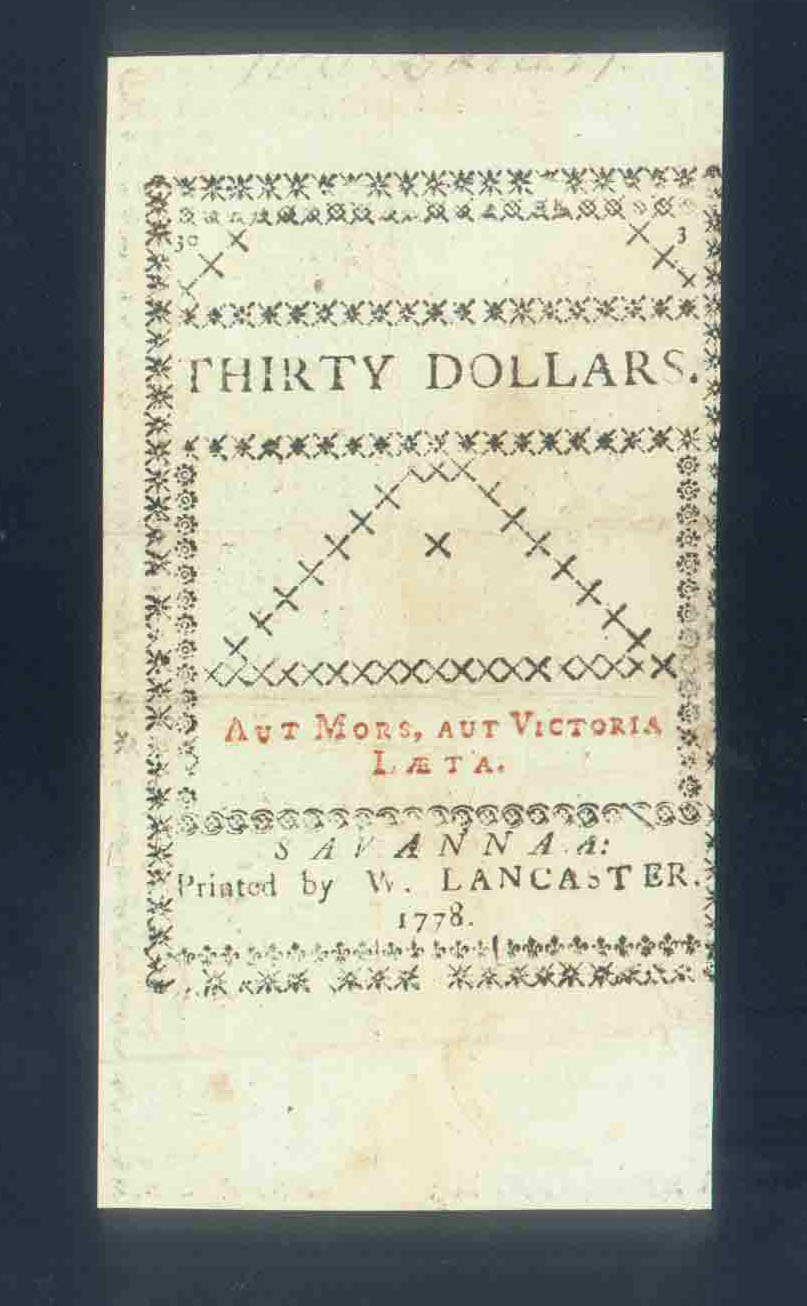 30 3
THIRTY DOLLARS.
AUT MORS, AUT VICTORIA
LÆTA.
SAVANNAH:
Printed by W. LANCASTER.
1778.